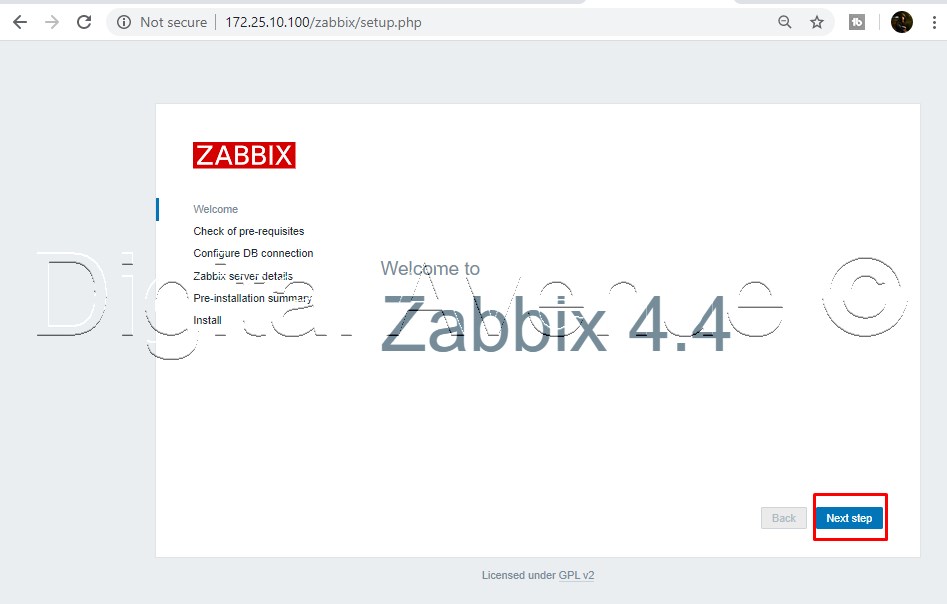 Not secure
172.25.10.100/zabbix/setup.php
ZABBIX
Welcome
Check of pre-requisites
Configure DB connection
Zabbix server details
Pre-installation summary
Install
Welcome to
Zabbix 4.4
Digital Avenue ©
Back
Next step
Licensed under GPL v2